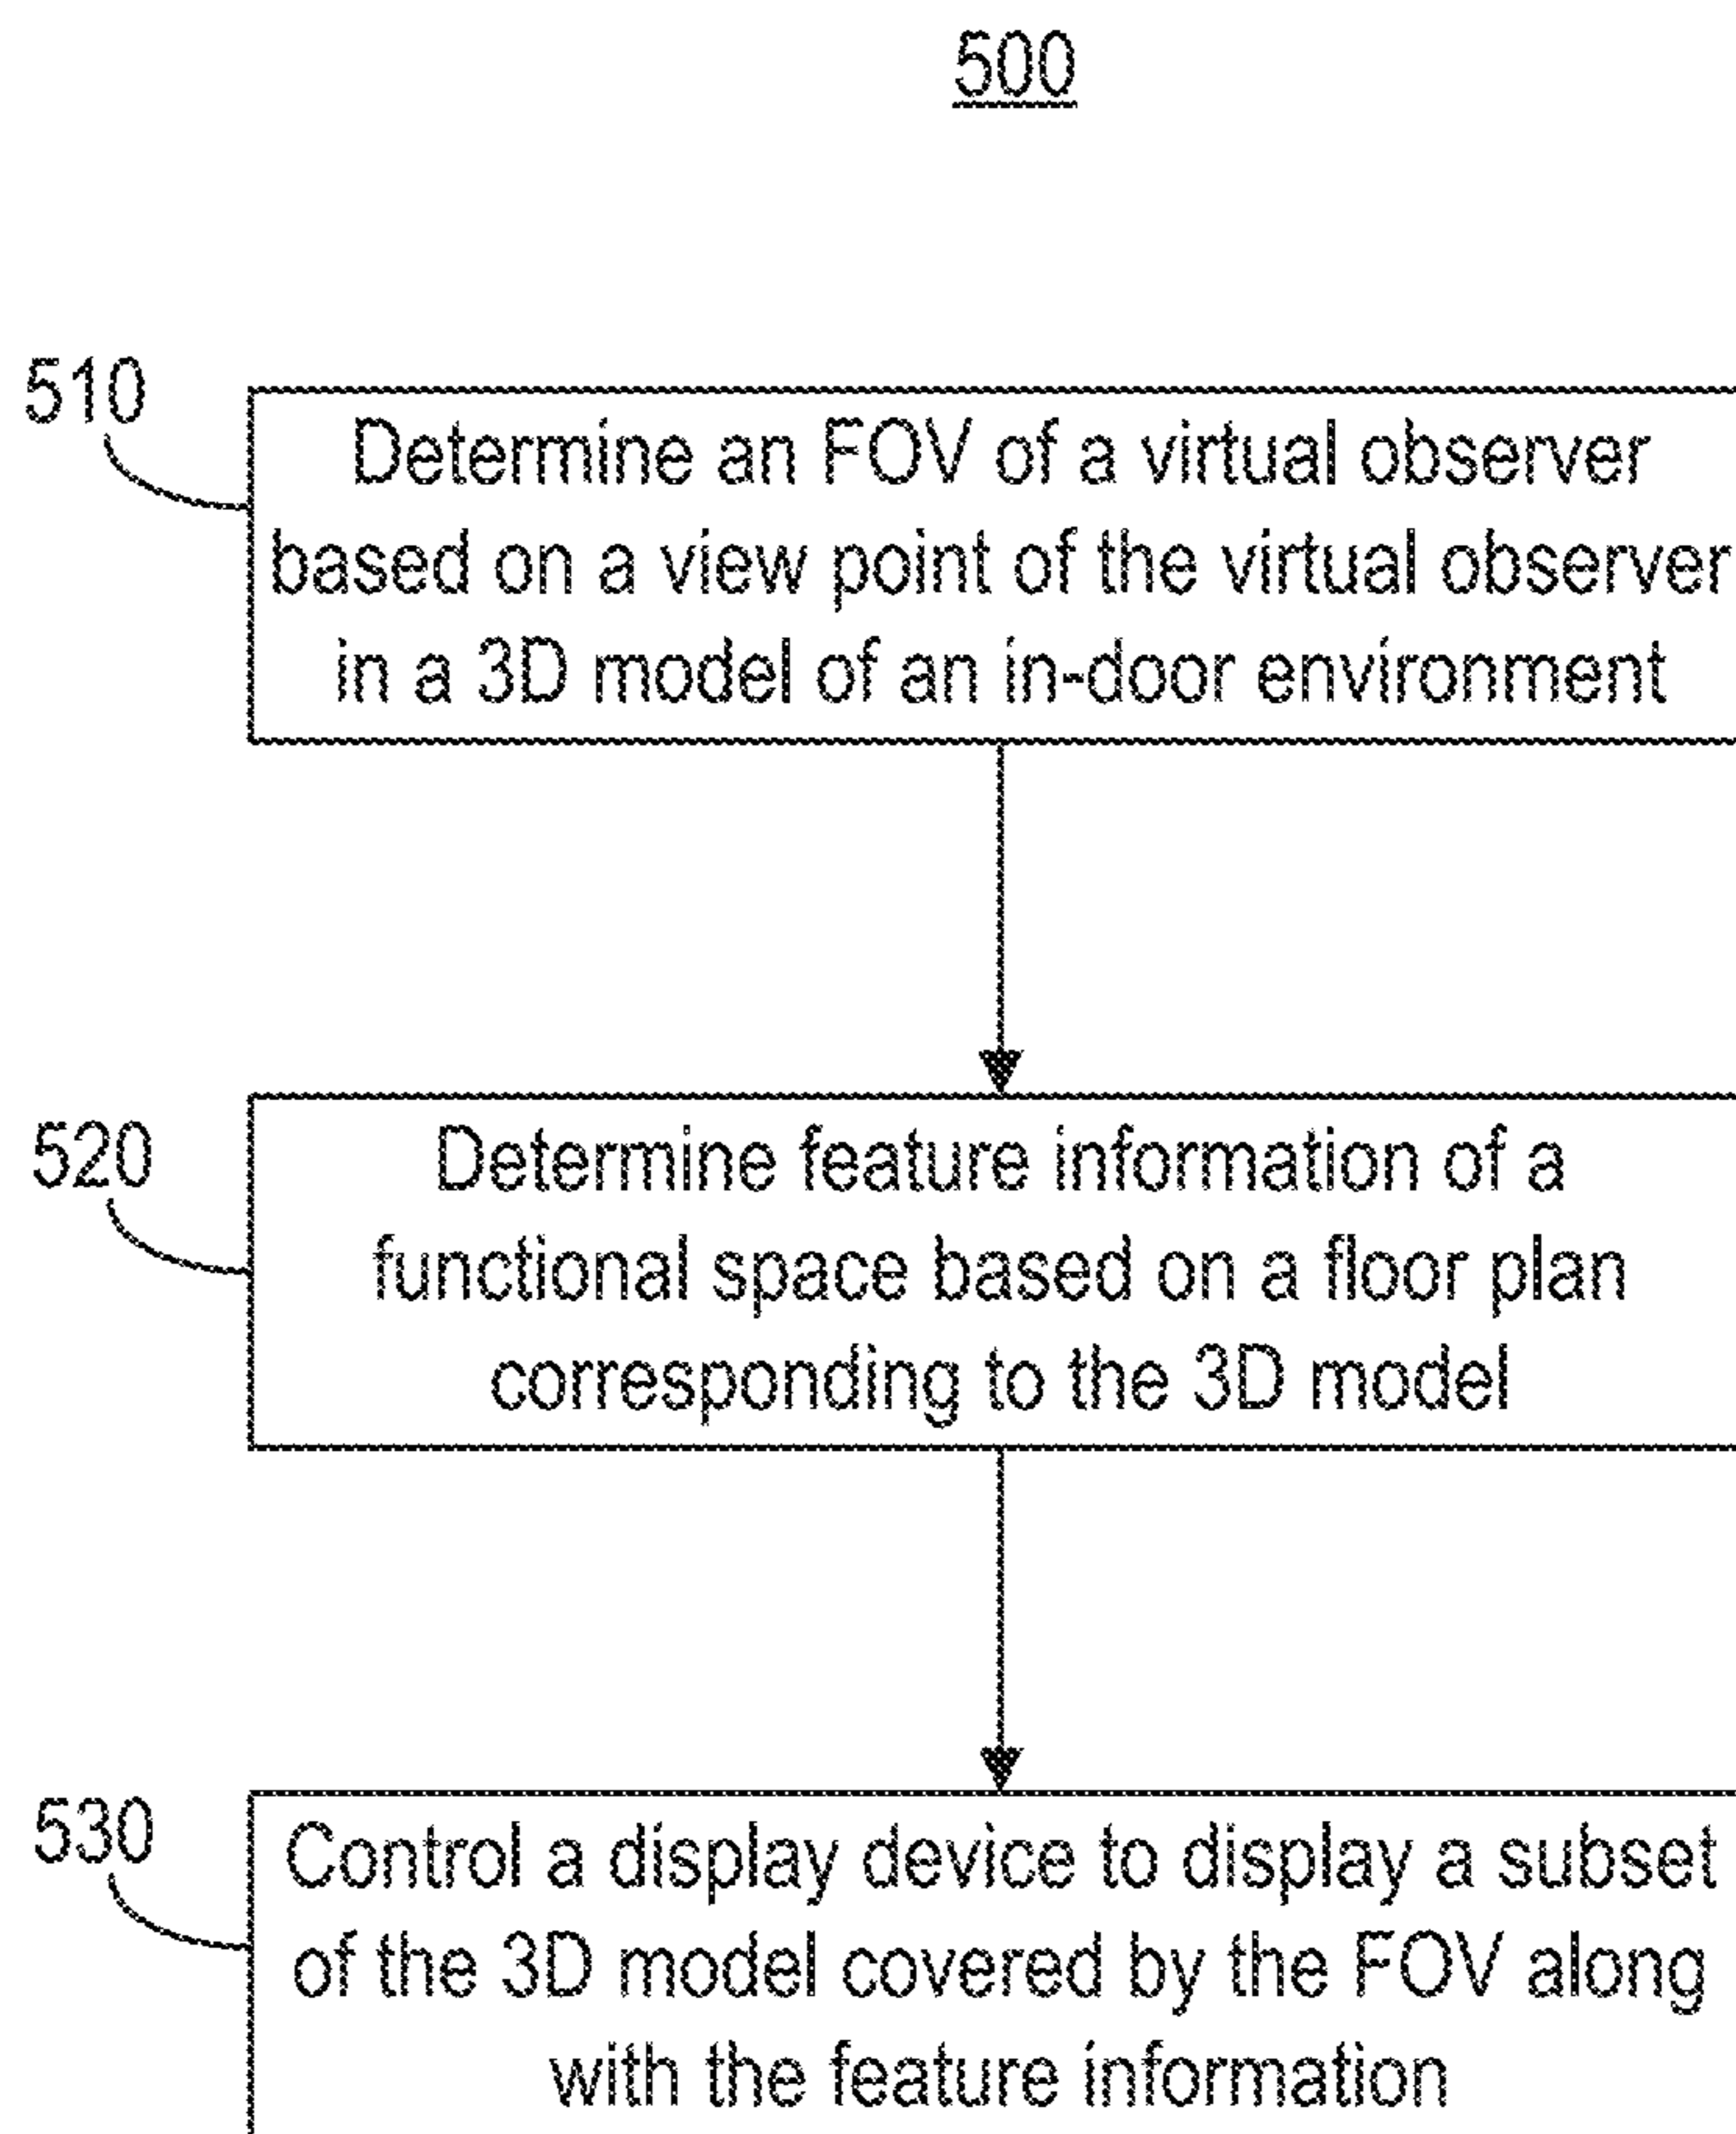 500
510
Determine an FOV of a virtual observer
based on a view point of the virtual observer
in a 3D model of an in-door environment
520
Determine feature information of a
functional space based on a floor plan
corresponding to the 3D model
530
Control a display device to display a subset
of the 3D model covered by the FOV along
with the feature information